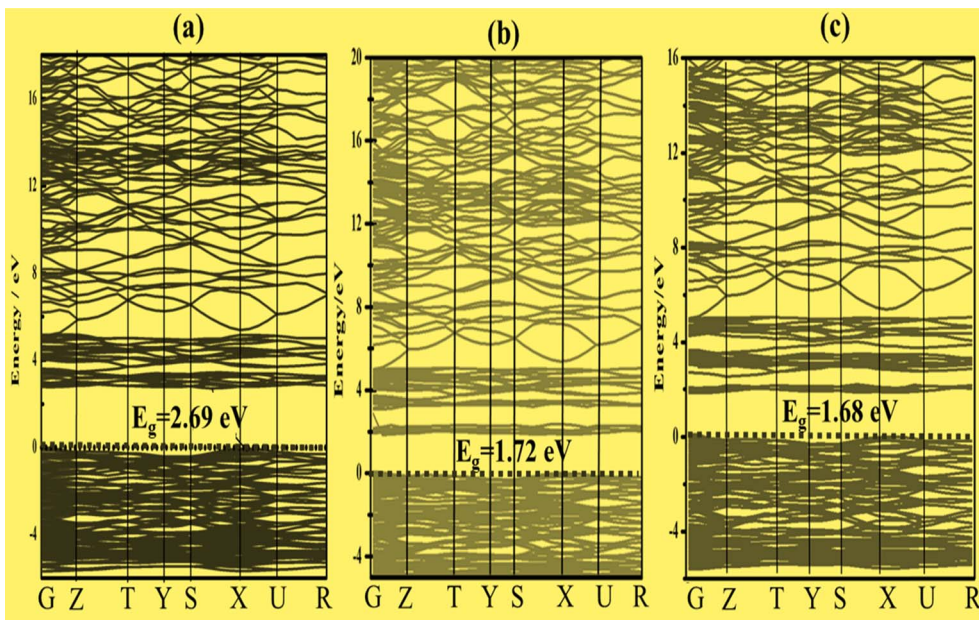 (a)
(b)
(c)
Energy / eV
16
12
8
4
0
-4
E_g=2.69 eV
G Z T Y S X U R
Energy/eV
20
16
12
8
4
0
-4
E_g=1.72 eV
G Z T Y S X U R
Energy/eV
16
12
8
4
0
-4
E_g=1.68 eV
G Z T Y S X U R